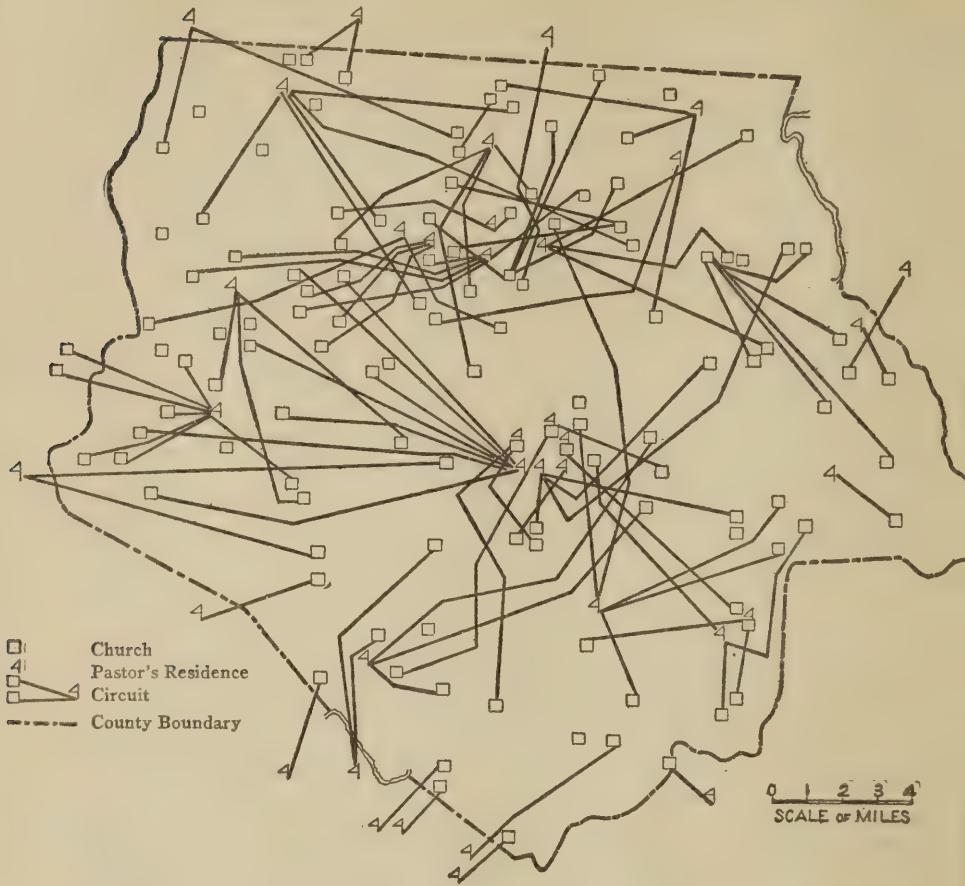 Church
Pastor's Residence
Circuit
County Boundary
0 1 2 3 4
SCALE OF MILES